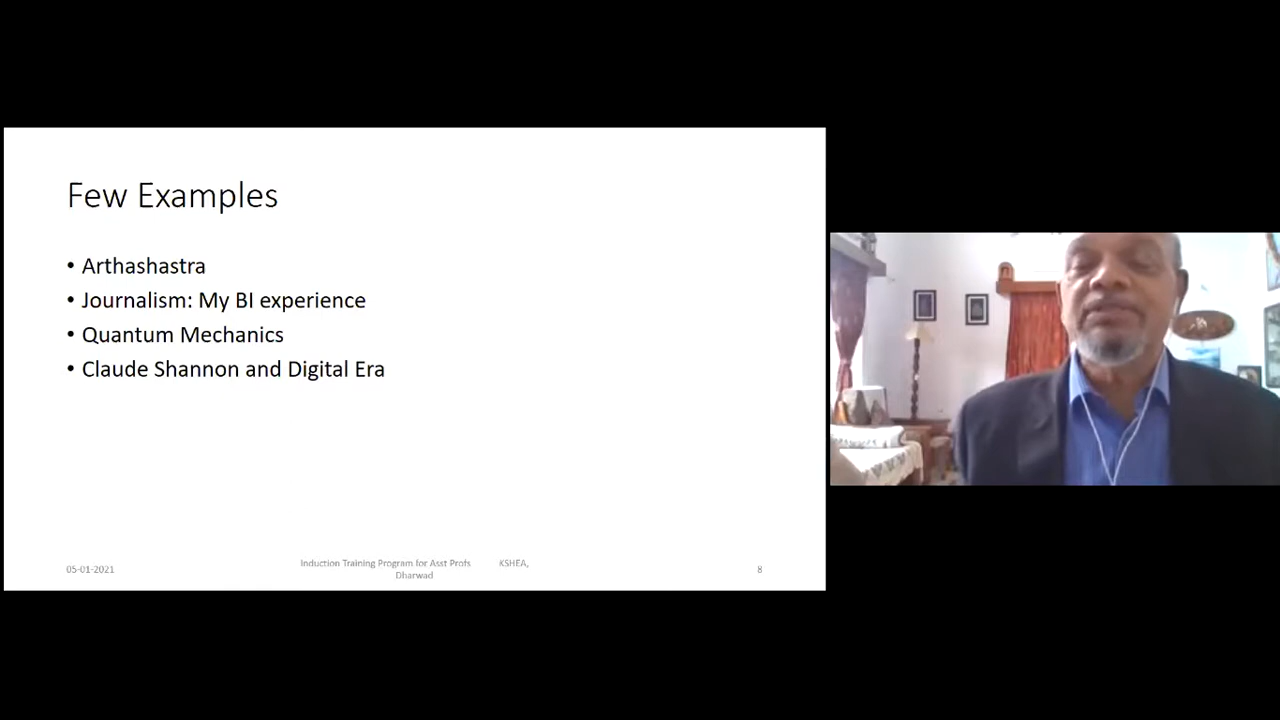 Few Examples
• Arthashastra
• Journalism: My BI experience
• Quantum Mechanics
• Claude Shannon and Digital Era
05-01-2021
Induction Training Program for Asst Profs KSHEA,
Dharwad
8